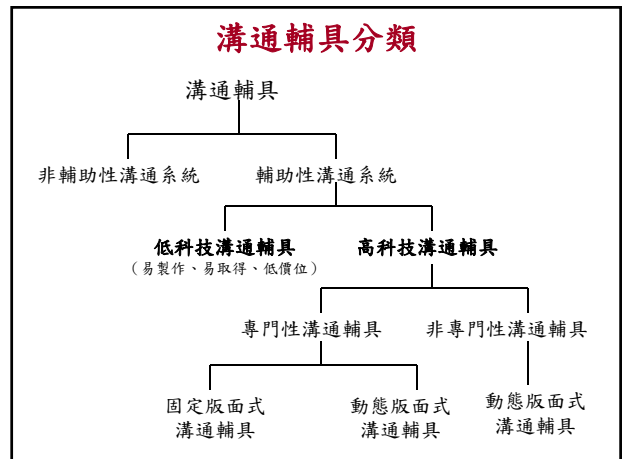 溝通輔具分類
溝通輔具
非輔助性溝通系統
輔助性溝通系統
低科技溝通輔具
（易製作、易取得、低價位）
高科技溝通輔具
專門性溝通輔具
非專門性溝通輔具
固定版面式
溝通輔具
動態版面式
溝通輔具
動態版面式
溝通輔具